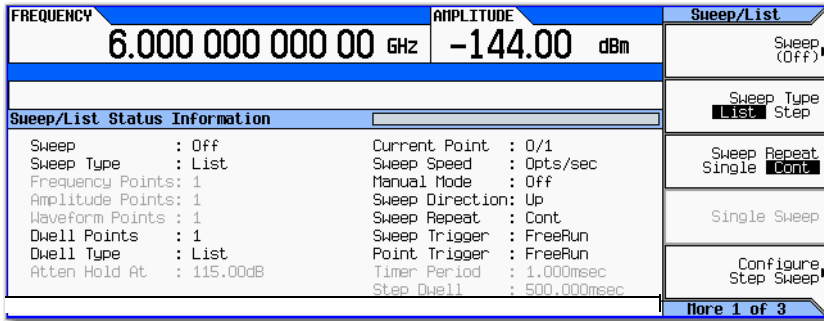 FREQUENCY
6.000 000 000 00 GHz
AMPLITUDE
-144.00 dBm
Sweep/List Status Information
Sweep : Off
Sweep Type : List
Frequency Points: 1
Amplitude Points: 1
Waveform Points : 1
Dwell Points : 1
Dwell Type : List
Atten Hold At : 115.00dB
Current Point : 0/1
Sweep Speed : 0pts/sec
Manual Mode : Off
Sweep Direction: Up
Sweep Repeat : Cont
Sweep Trigger : FreeRun
Point Trigger : FreeRun
Timer Period : 1.000msec
Step Dwell : 500.000msec
Sweep/List
Sweep
(Off)
Sweep Type
List Step
Sweep Repeat
Single Cont
Single Sweep
Configure
Step Sweep
More 1 of 3